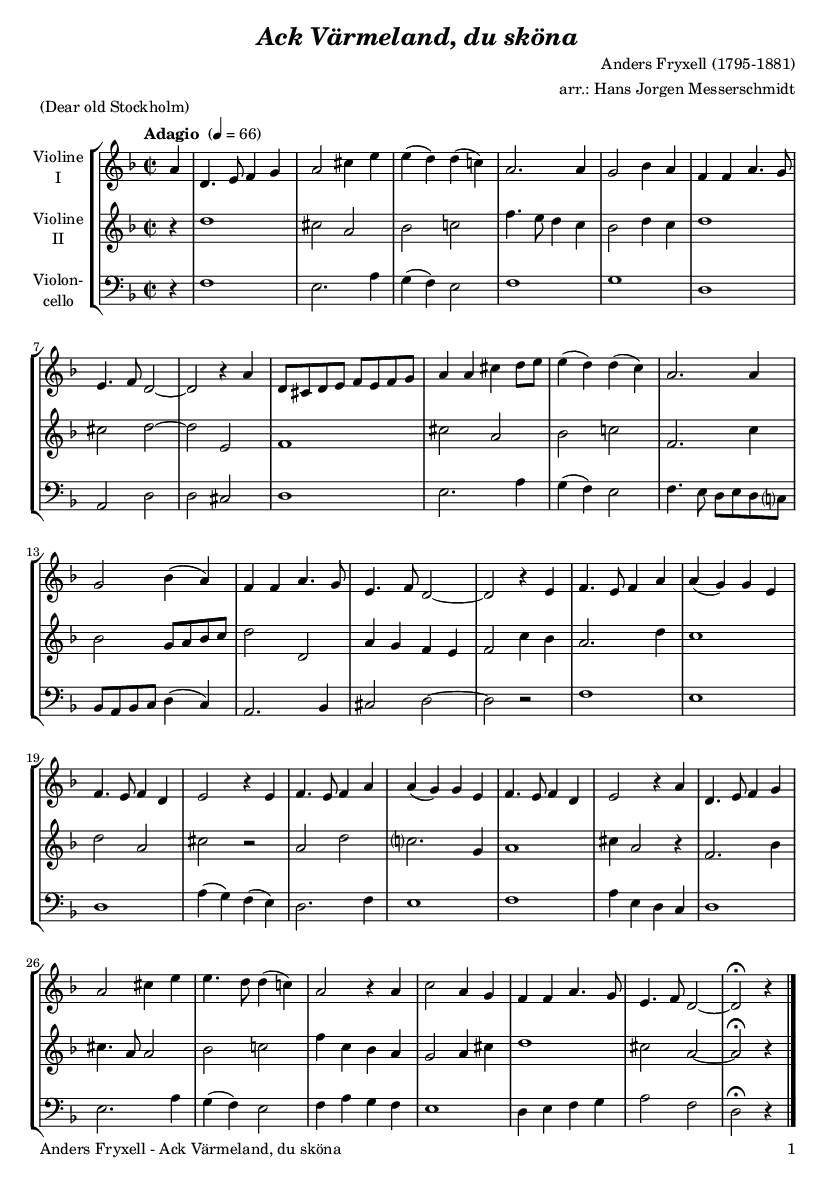 Ack Värmeland, du sköna
Anders Fryxell (1795-1881)
arr.: Hans Jorgen Messerschmidt
(Dear old Stockholm)
Adagio (♩ = 66)
Violine
I
Violine
II
Violon-
cello
7
13
19
26
Anders Fryxell - Ack Värmeland, du sköna
1